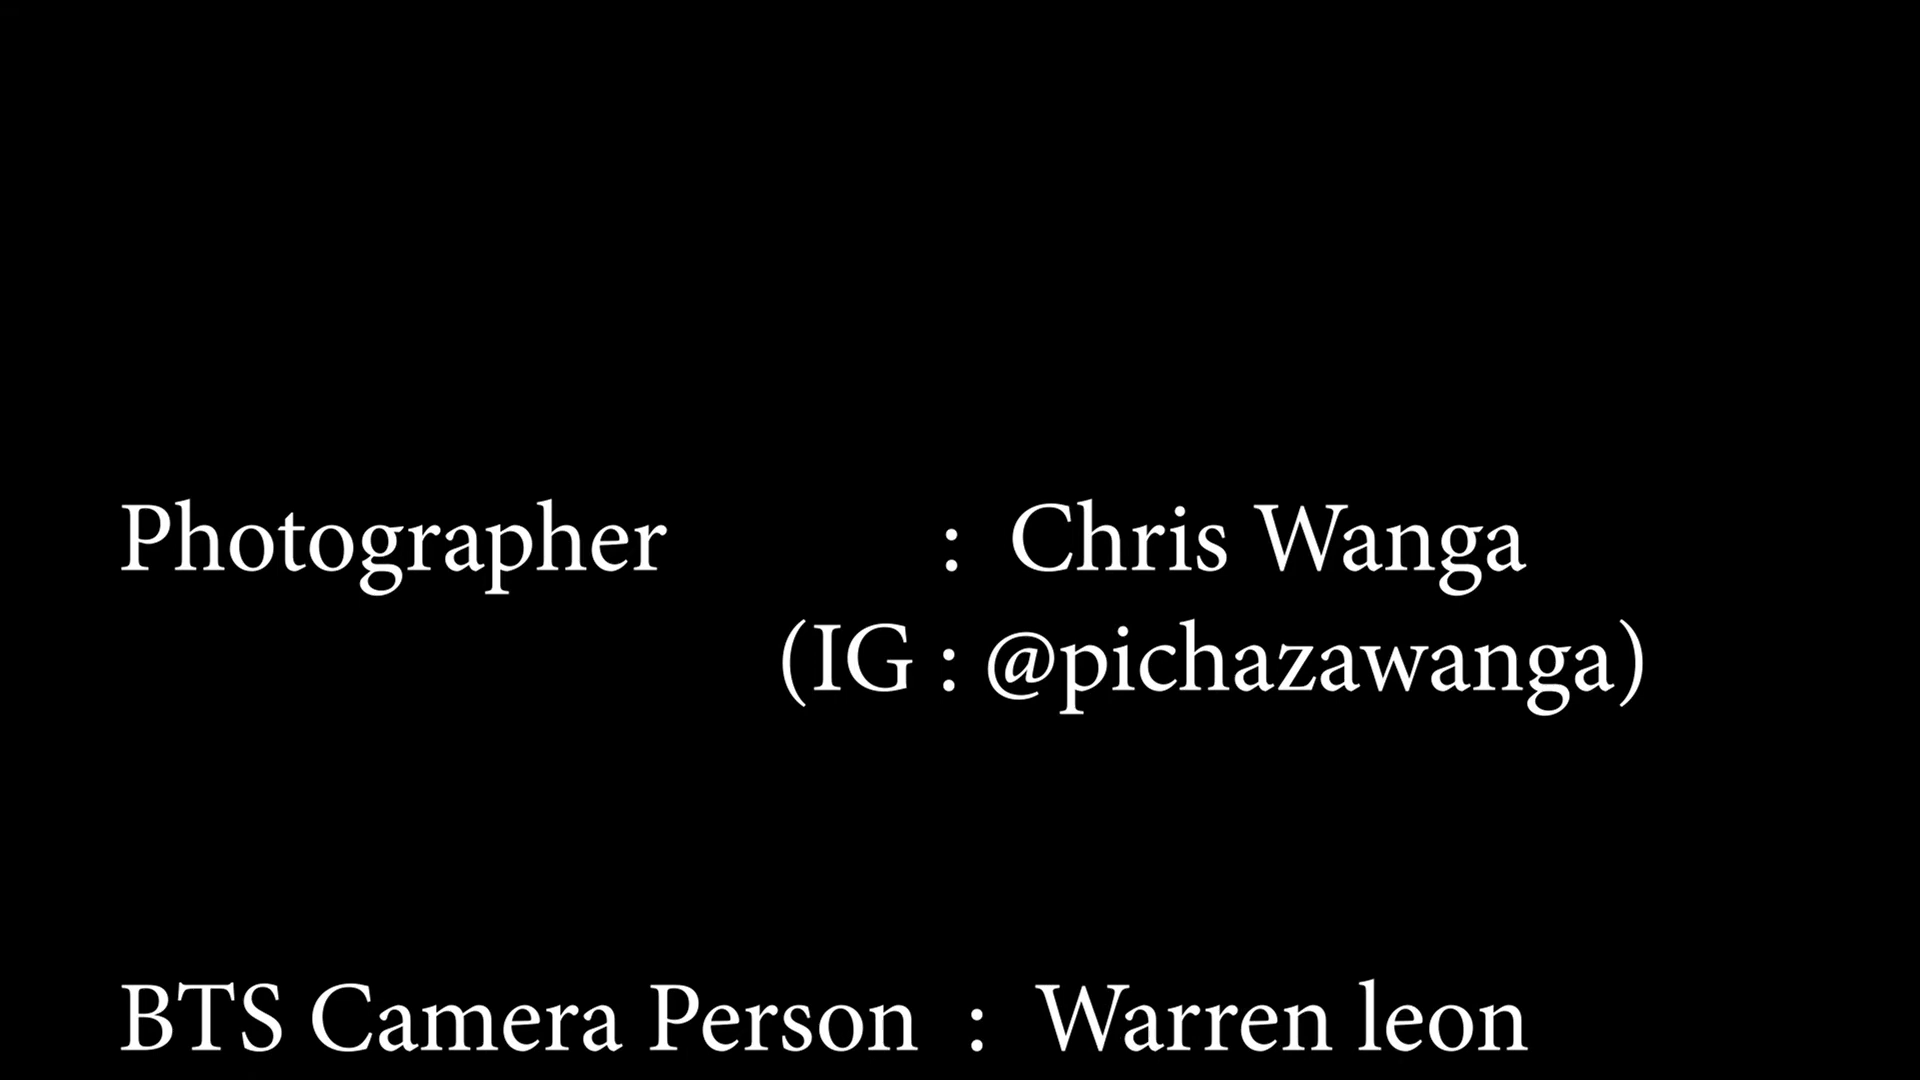 Photographer : Chris Wanga
(IG : @pichazawanga)
BTS Camera Person : Warren leon